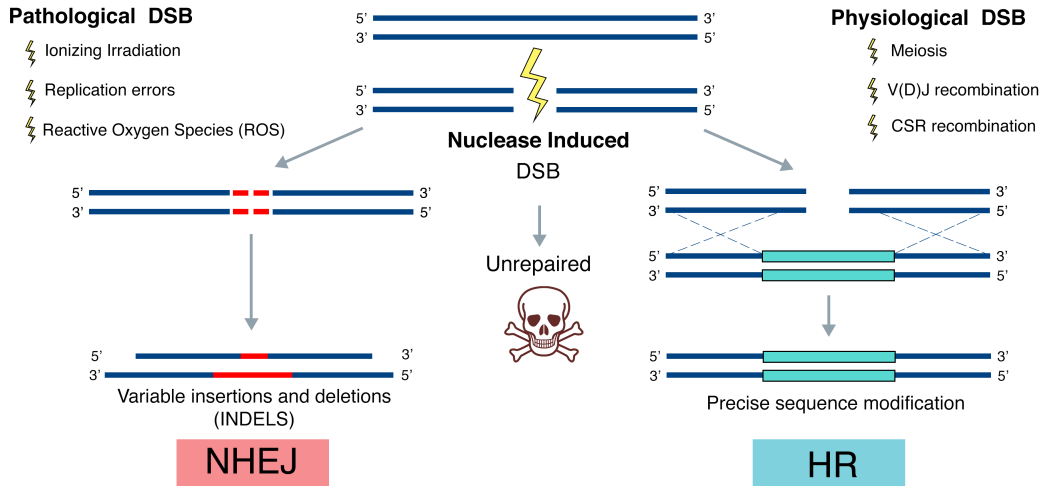 Pathological DSB
Ionizing Irradiation
Replication errors
Reactive Oxygen Species (ROS)
5’ 3’
3’ 5’
5’ 3’
3’ 5’
Nuclease Induced
DSB
Physiological DSB
Meiosis
V(D)J recombination
CSR recombination
5’ 3’
3’ 5’
5’ 3’
3’ 5’
Variable insertions and deletions
(INDELS)
NHEJ
Unrepaired
5’ 3’
3’ 5’
5’ 3’
3’ 5’
5’ 3’
3’ 5’
Precise sequence modification
HR